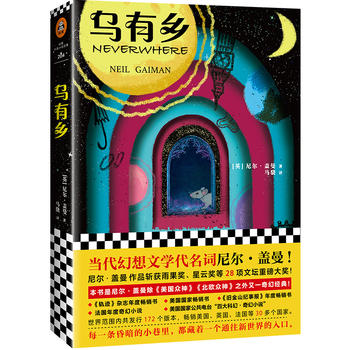 乌有乡
NEVERWHERE
NEIL GAIMAN
[英] 尼尔·盖曼 著
马骁 译
乌有乡
当代幻想文学代名词尼尔·盖曼！
尼尔·盖曼作品斩获雨果奖、星云奖等28项文坛重磅大奖！
本书是尼尔·盖曼除《美国众神》《北欧众神》之外又一奇幻经典！
+《轨迹》杂志年度畅销书 +美国国家畅销书 +《旧金山纪事报》年度畅销书
+法国年度奇幻小说 +美国国家公共电台“百大科幻·奇幻小说”
世界范围内共发行172个版本，畅销美国、英国、法国等30多个国家。
每一条昏暗的小巷里，都藏着一个通往新世界的入口。